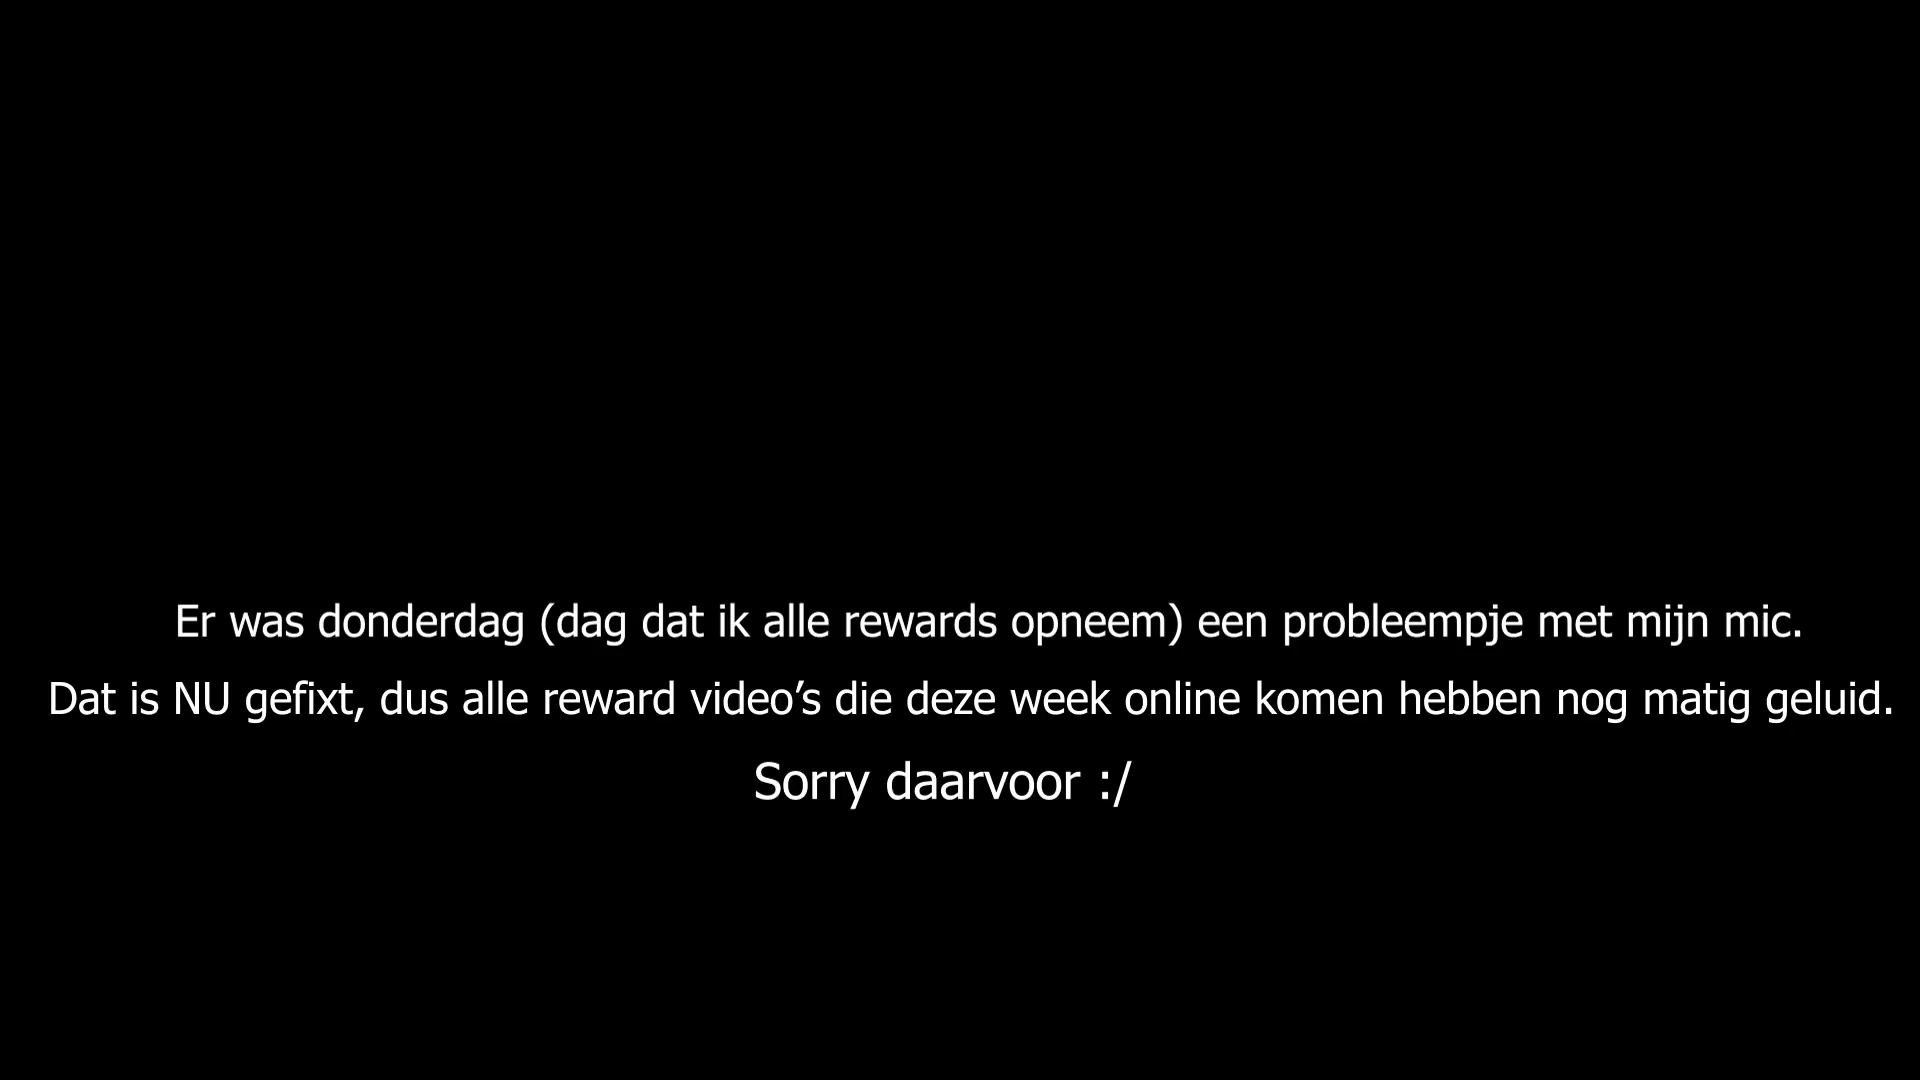 Er was donderdag (dag dat ik alle rewards opneem) een probleempje met mijn mic.
Dat is NU gefixt, dus alle reward video’s die deze week online komen hebben nog matig geluid.
Sorry daarvoor :/